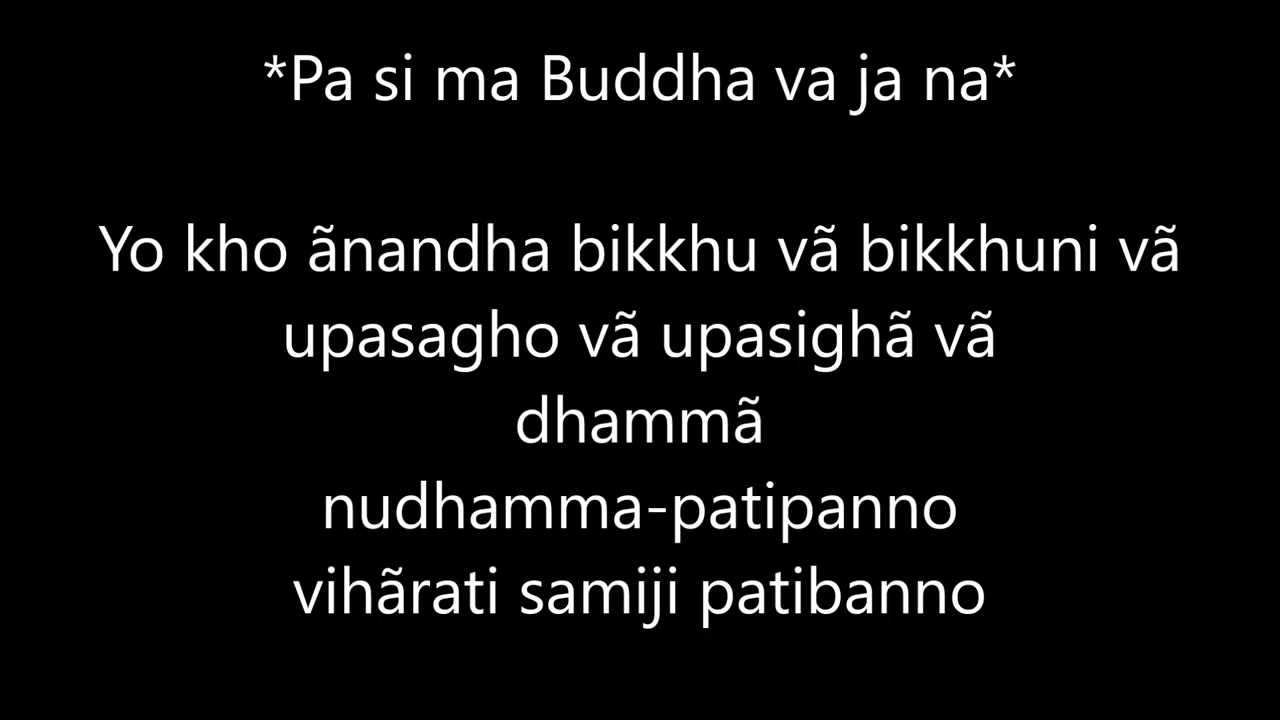 *Pa si ma Buddha va ja na*
Yo kho ãnandha bikkhu vã bikkhuni vã
upasagho vã upasighã vã
dhammã
nudhamma-patipanno
vihãrati samiji patibanno